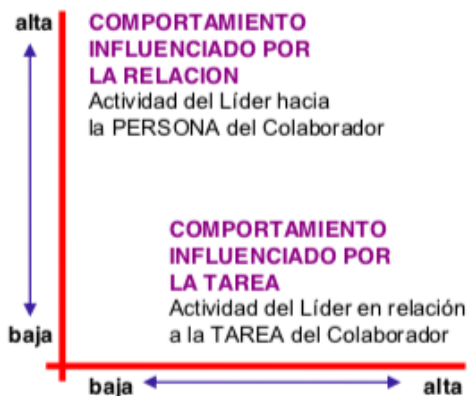 alta
COMPORTAMIENTO
INFLUENCIADO POR
LA RELACION
Actividad del Líder hacia
la PERSONA del Colaborador
COMPORTAMIENTO
INFLUENCIADO POR
LA TAREA
Actividad del Líder en relación
a la TAREA del Colaborador
baja
baja
alta